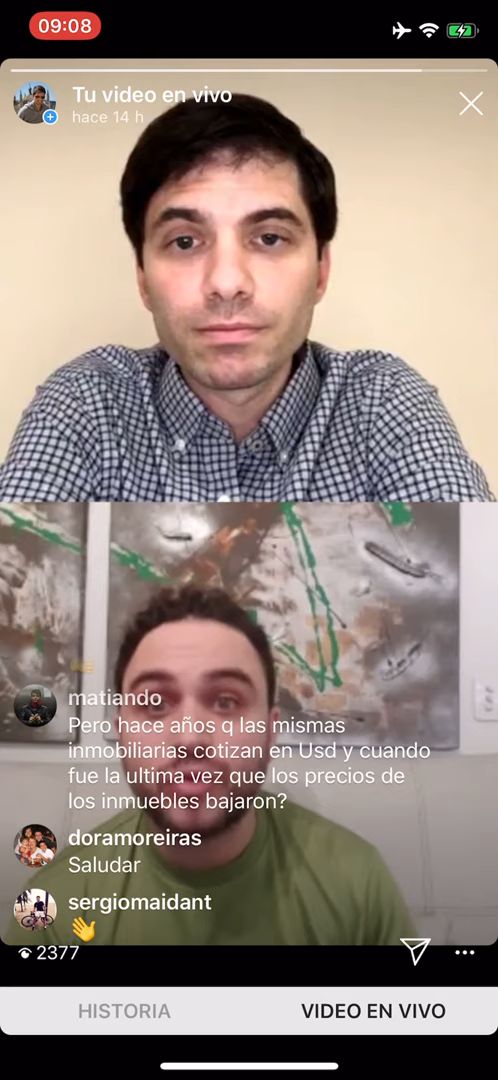 09:08
Tu video en vivo
hace 14 h
matiando
Pero hace años q las mismas
inmobiliarias cotizan en Usd y cuando
fue la ultima vez que los precios de
los inmuebles bajaron?
doramoreiras
Saludar
sergiomaidant
👋
2377
HISTORIA
VIDEO EN VIVO